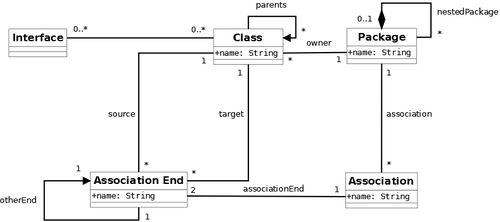 parents
nestedPackage
0..1
Interface
0..*
0..*
Class
*
owner
Package
*
+name: String
+name: String
1
*
1
1
1
source
target
association
1
*
*
*
Association End
associationEnd
Association
+name: String
2
1
+name: String
otherEnd
1